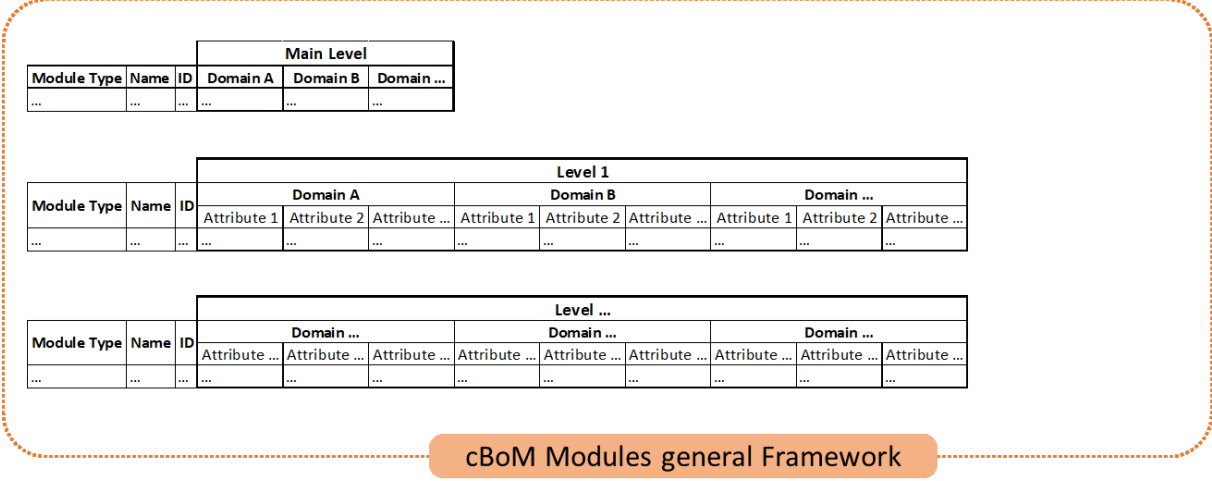 Main Level
Module Type Name ID Domain A Domain B Domain ...
... ... ... ... ... ...
Level 1
Module Type Name ID Domain A Domain B Domain ...
Attribute 1 Attribute 2 Attribute ... Attribute 1 Attribute 2 Attribute ... Attribute 1 Attribute 2 Attribute ...
... ... ... ... ... ... ... ... ... ... ... ...
Level ...
Module Type Name ID Domain ... Domain ... Domain ...
Attribute ... Attribute ... Attribute ... Attribute ... Attribute ... Attribute ... Attribute ... Attribute ... Attribute ...
... ... ... ... ... ... ... ... ... ... ... ...
cBoM Modules general Framework